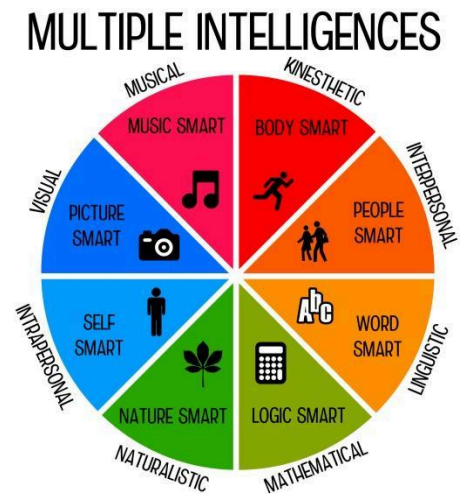 MULTIPLE INTELLIGENCES
MUSICAL
MUSIC SMART
KINESTHETIC
BODY SMART
INTERPERSONAL
PEOPLE
SMART
LINGUISTIC
AbC
WORD
SMART
MATHEMATICAL
LOGIC SMART
NATURALISTIC
NATURE SMART
INTRAPERSONAL
SELF
SMART
VISUAL
PICTURE
SMART